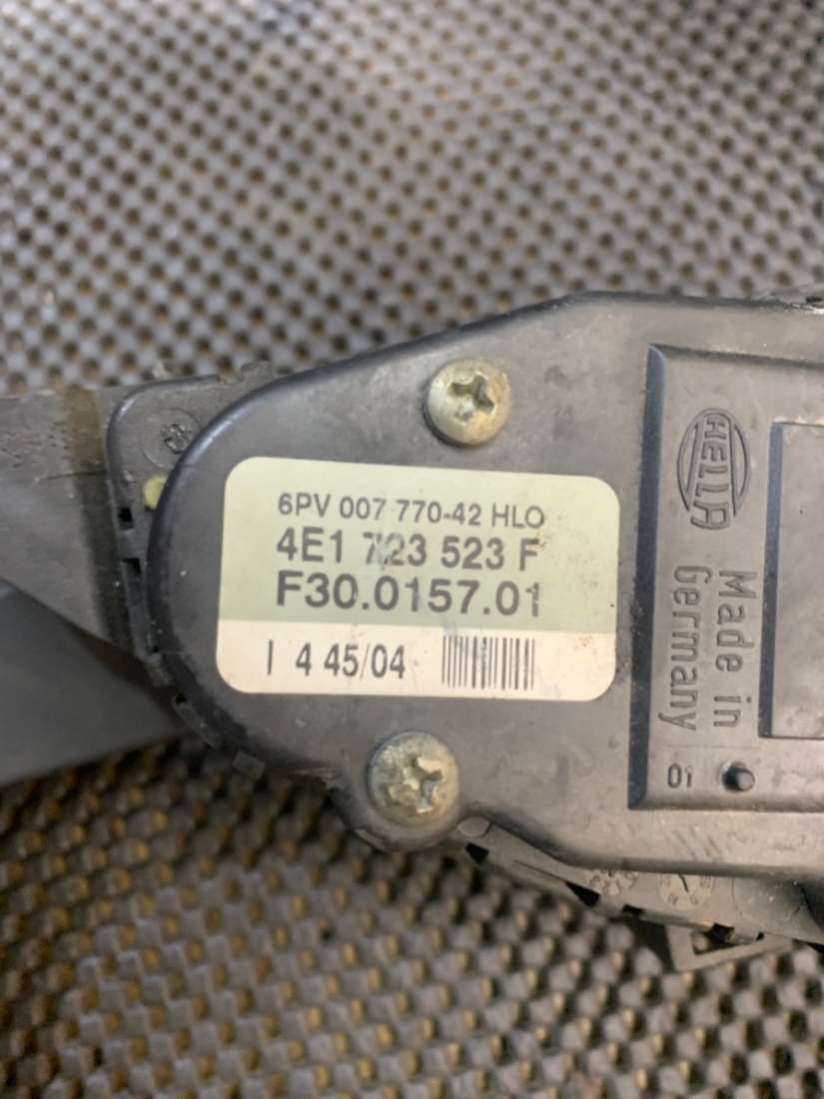 6PV 007 770-42 HLO
4E1 723 523 F
F30.0157.01
I 4 45/04
HELLA
Made in
Germany
01